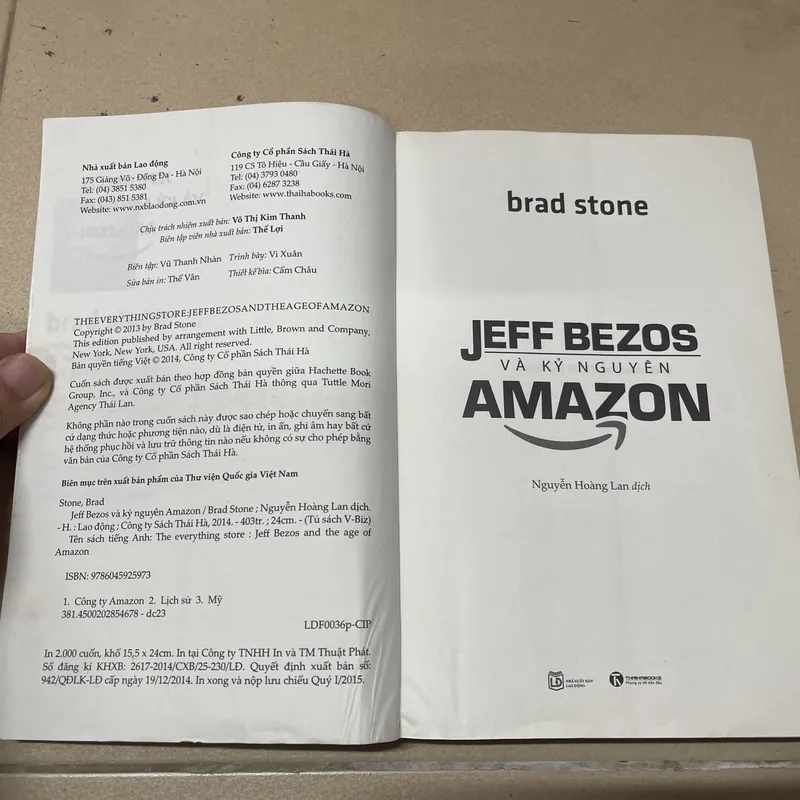 Nhà xuất bản Lao động
175 Giảng Võ - Đống Đa - Hà Nội
Tel: (04) 3851 5380
Fax: (043) 851 5381
Website: www.nxblaodong.com.vn
Công ty Cổ phần Sách Thái Hà
119 C5 Tô Hiệu - Cầu Giấy - Hà Nội
Tel: (04) 3793 0480
Fax: (04) 6287 3238
Website: www.thaihabooks.com
Chịu trách nhiệm xuất bản: Võ Thị Kim Thanh
Biên tập viên nhà xuất bản: Thế Lợi
Biên tập: Vũ Thanh Nhàn
Trình bày: Vi Xuân
Sửa bản in: Thế Vân
Thiết kế bìa: Cẩm Châu
THEEVERYTHINGSTORE:JEFFBEZOSANDTHEAGEOFAMAZON
Copyright © 2013 by Brad Stone
This edition published by arrangement with Little, Brown and Company,
New York, New York, USA. All right reserved.
Bản quyền tiếng Việt © 2014, Công ty Cổ phần Sách Thái Hà
Cuốn sách được xuất bản theo hợp đồng bản quyền giữa Hachette Book
Group, Inc., và Công ty Cổ phần Sách Thái Hà thông qua Tuttle Mori
Agency Thái Lan.
Không phần nào trong cuốn sách này được sao chép hoặc chuyển sang bất
cứ dạng thức hoặc phương tiện nào, dù là điện tử, in ấn, ghi âm hay bất cứ
hệ thống phục hồi và lưu trữ thông tin nào nếu không có sự cho phép bằng
văn bản của Công ty Cổ phần Sách Thái Hà.
Biên mục trên xuất bản phẩm của Thư viện Quốc gia Việt Nam
Stone, Brad
Jeff Bezos và kỷ nguyên Amazon / Brad Stone ; Nguyễn Hoàng Lan dịch.
- H. : Lao động ; Công ty Sách Thái Hà, 2014. - 403tr. ; 24cm. - (Tủ sách V-Biz)
Tên sách tiếng Anh: The everything store : Jeff Bezos and the age of
Amazon
ISBN: 9786045925973
1. Công ty Amazon 2. Lịch sử 3. Mỹ
381.4500202854678 - dc23
LDF0036p-CIP
In 2.000 cuốn, khổ 15,5 x 24cm. In tại Công ty TNHH In và TM Thuật Phát.
Số đăng kí KHXB: 2617-2014/CXB/25-230/LĐ. Quyết định xuất bản số:
942/QĐLK-LĐ cấp ngày 19/12/2014. In xong và nộp lưu chiểu Quý I/2015.
brad stone
JEFF BEZOS
VÀ KỶ NGUYÊN
AMAZON
Nguyễn Hoàng Lan dịch
LĐ
NHÀ XUẤT BẢN
LAO ĐỘNG
THAIHABOOKS
Phụng sự để dẫn đầu